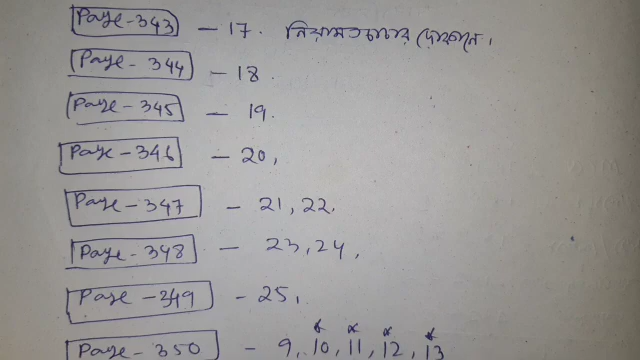 Page-343 - 17. নিয়ামতচাচার দোকানে।
Page-344 - 18.
Page-345 - 19.
Page-346 - 20,
Page-347 - 21, 22.
Page-348 - 23, 24,
Page-349 - 25,
Page-350 - 9, 10, 11, 12, 13